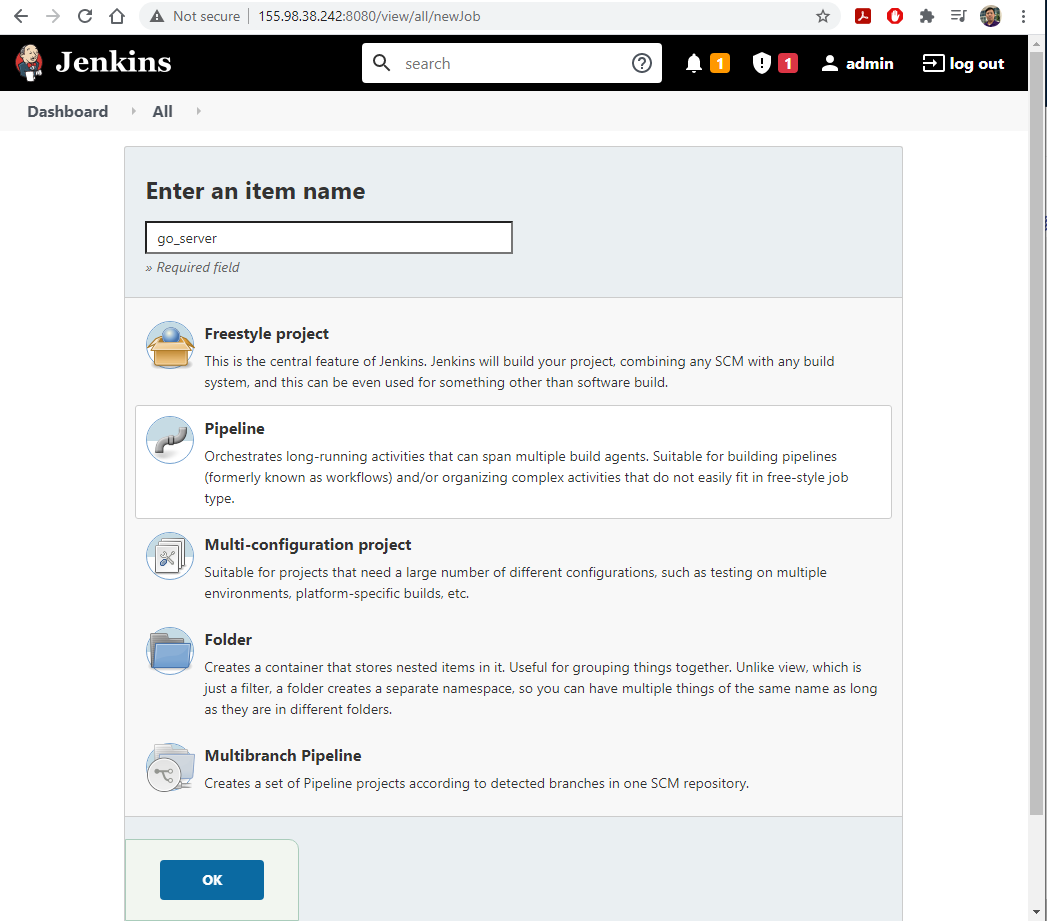 Not secure | 155.98.38.242:8080/view/all/newJob
Jenkins
search
1
1
admin
log out
Dashboard
All
Enter an item name
go_server
» Required field
Freestyle project
This is the central feature of Jenkins. Jenkins will build your project, combining any SCM with any build
system, and this can be even used for something other than software build.
Pipeline
Orchestrates long-running activities that can span multiple build agents. Suitable for building pipelines
(formerly known as workflows) and/or organizing complex activities that do not easily fit in free-style job
type.
Multi-configuration project
Suitable for projects that need a large number of different configurations, such as testing on multiple
environments, platform-specific builds, etc.
Folder
Creates a container that stores nested items in it. Useful for grouping things together. Unlike view, which is
just a filter, a folder creates a separate namespace, so you can have multiple things of the same name as long
as they are in different folders.
Multibranch Pipeline
Creates a set of Pipeline projects according to detected branches in one SCM repository.
OK